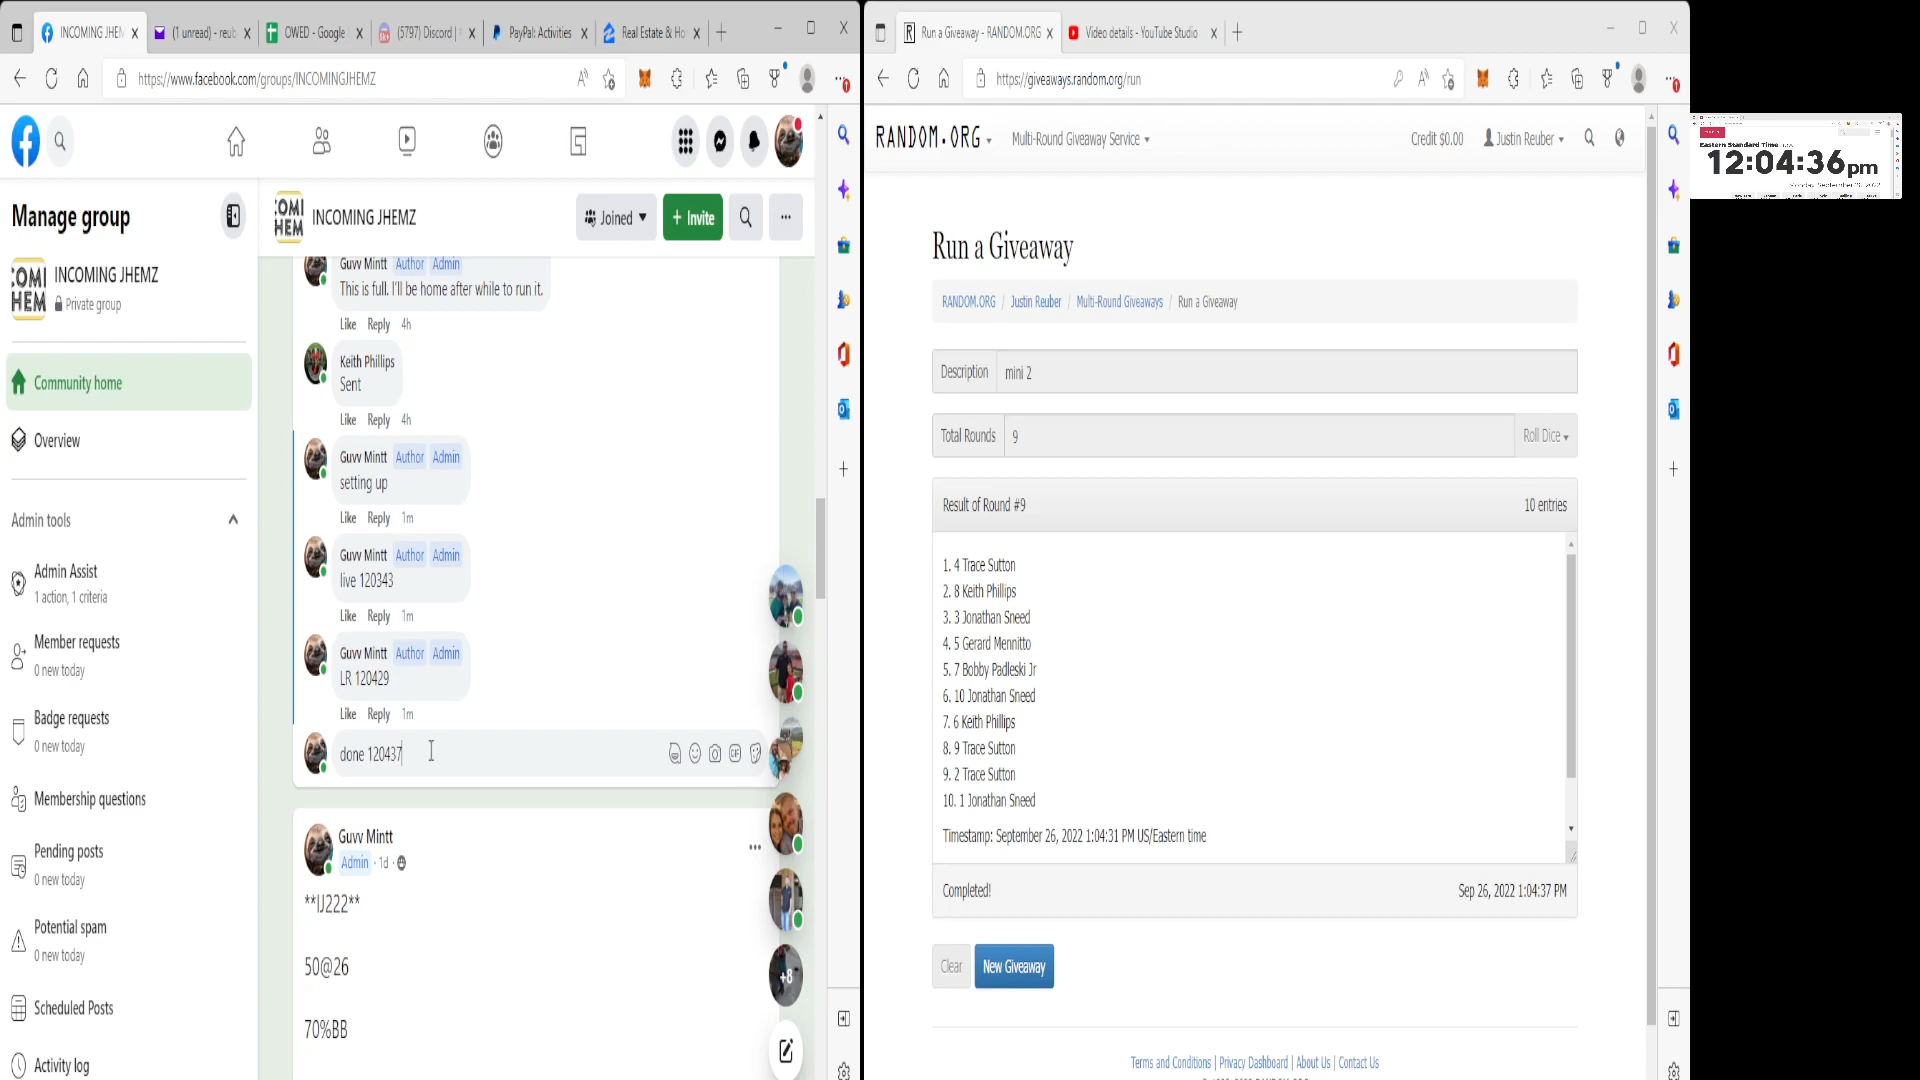 INCOMING JHEM
(1 unread) - reub
OWED - Google
(5797) Discord |
PayPal: Activities
Real Estate & Ho
https://www.facebook.com/groups/INCOMINGJHEMZ
Manage group
INCOMING JHEMZ
Private group
Community home
Overview
Admin tools
Admin Assist
1 action, 1 criteria
Member requests
0 new today
Badge requests
0 new today
Membership questions
Pending posts
0 new today
Potential spam
0 new today
Scheduled Posts
Activity log
INCOMING JHEMZ
Joined
+ Invite
Guvv Mintt Author Admin
This is full. I'll be home after while to run it.
Like Reply 4h
Keith Phillips
Sent
Like Reply 4h
Guvv Mintt Author Admin
setting up
Like Reply 1m
Guvv Mintt Author Admin
live 120343
Like Reply 1m
Guvv Mintt Author Admin
LR 120429
Like Reply 1m
done 120437
Guvv Mintt
Admin · 1d
**IJ222**
50@26
70%BB
+8
Run a Giveaway - RANDOM.ORG
Video details - YouTube Studio
https://giveaways.random.org/run
RANDOM.ORG
Multi-Round Giveaway Service
Credit $0.00
Justin Reuber
Run a Giveaway
RANDOM.ORG / Justin Reuber / Multi-Round Giveaways / Run a Giveaway
Description mini 2
Total Rounds 9 Roll Dice
Result of Round #9 10 entries
1. 4 Trace Sutton
2. 8 Keith Phillips
3. 3 Jonathan Sneed
4. 5 Gerard Mennitto
5. 7 Bobby Padleski Jr
6. 10 Jonathan Sneed
7. 6 Keith Phillips
8. 9 Trace Sutton
9. 2 Trace Sutton
10. 1 Jonathan Sneed
Timestamp: September 26, 2022 1:04:31 PM US/Eastern time
Completed! Sep 26, 2022 1:04:37 PM
Clear New Giveaway
Terms and Conditions | Privacy Dashboard | About Us | Contact Us
Eastern Standard Time
12:04:36pm